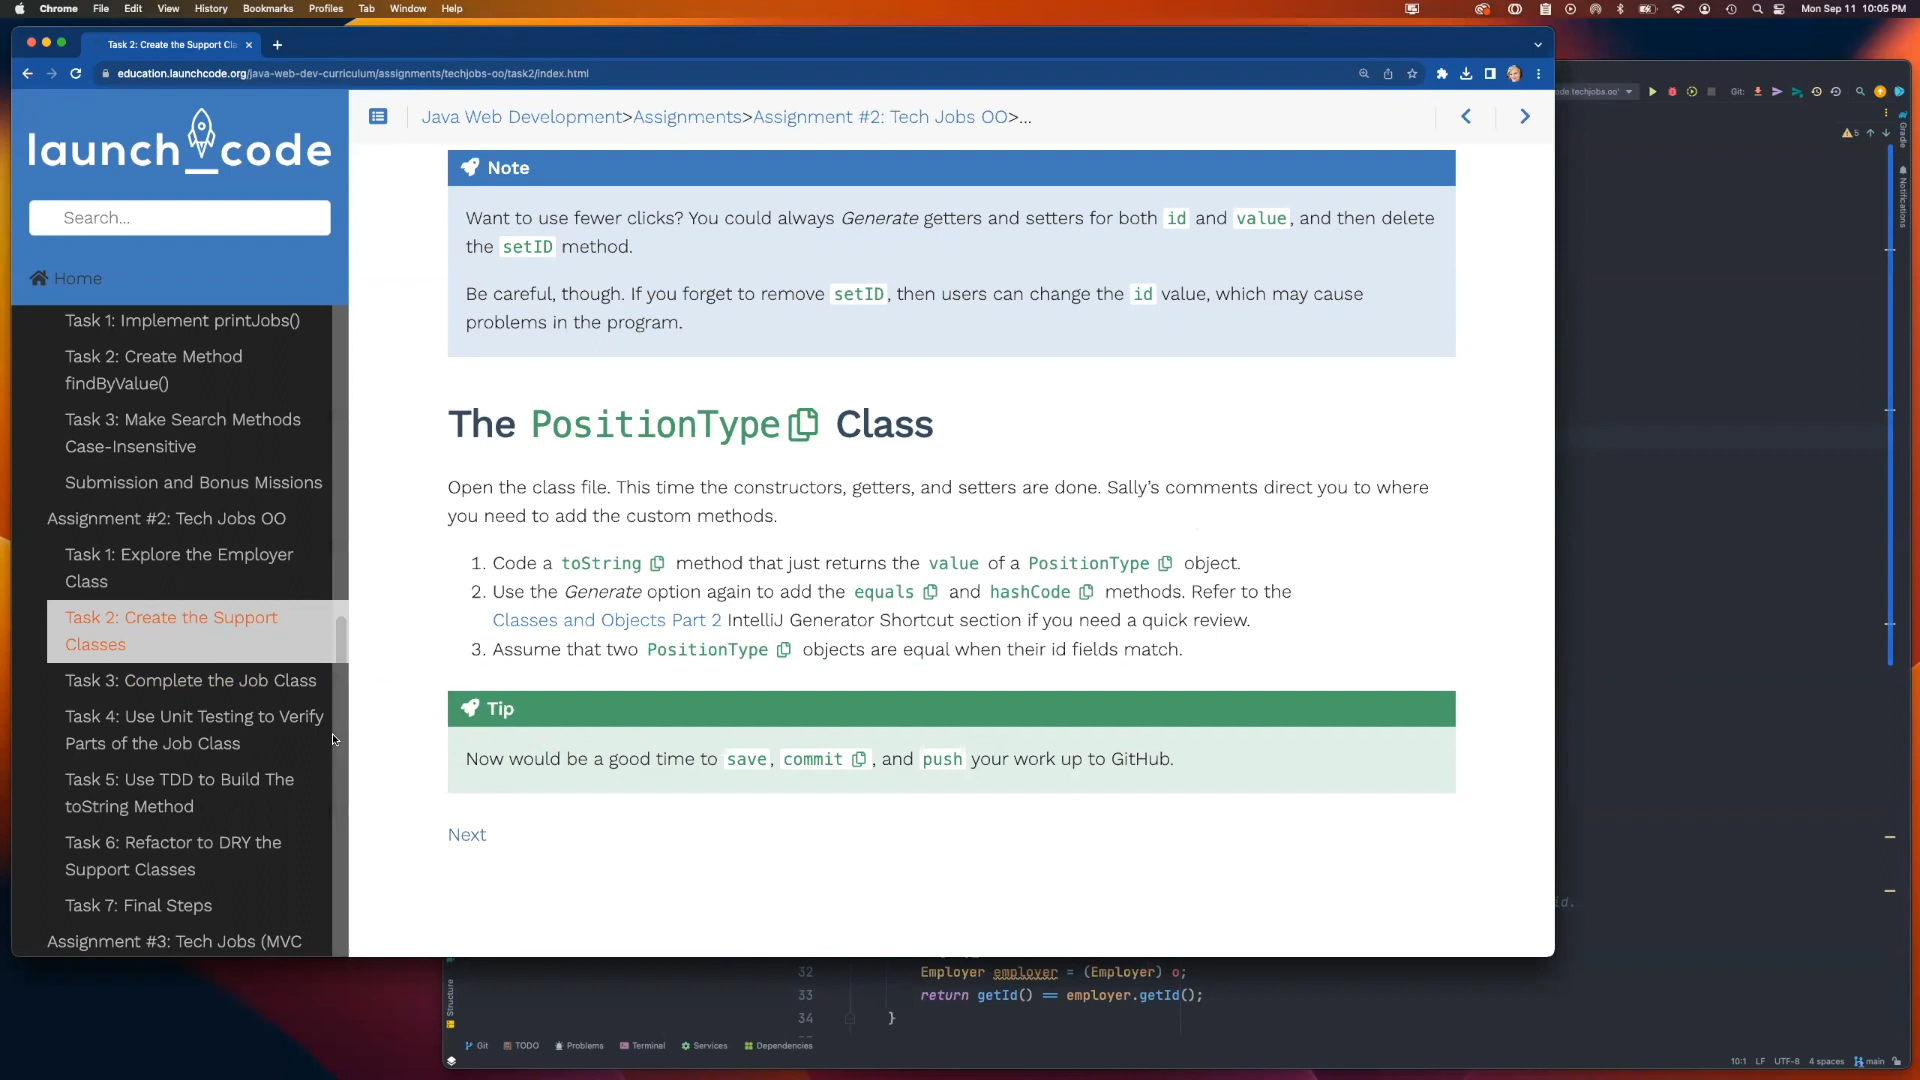 Chrome File Edit View History Bookmarks Profiles Tab Window Help
Mon Sep 11 10:05 PM
Task 2: Create the Support Cla
education.launchcode.org/java-web-dev-curriculum/assignments/techjobs-oo/task2/index.html
launch code
Search...
Home
Task 1: Implement printJobs()
Task 2: Create Method
findByValue()
Task 3: Make Search Methods
Case-Insensitive
Submission and Bonus Missions
Assignment #2: Tech Jobs OO
Task 1: Explore the Employer
Class
Task 2: Create the Support
Classes
Task 3: Complete the Job Class
Task 4: Use Unit Testing to Verify
Parts of the Job Class
Task 5: Use TDD to Build The
toString Method
Task 6: Refactor to DRY the
Support Classes
Task 7: Final Steps
Assignment #3: Tech Jobs (MVC
Java Web Development>Assignments>Assignment #2: Tech Jobs OO>...
Note
Want to use fewer clicks? You could always Generate getters and setters for both id and value, and then delete
the setID method.
Be careful, though. If you forget to remove setID, then users can change the id value, which may cause
problems in the program.
The PositionType Class
Open the class file. This time the constructors, getters, and setters are done. Sally's comments direct you to where
you need to add the custom methods.
1. Code a toString method that just returns the value of a PositionType object.
2. Use the Generate option again to add the equals and hashCode methods. Refer to the
Classes and Objects Part 2 IntelliJ Generator Shortcut section if you need a quick review.
3. Assume that two PositionType objects are equal when their id fields match.
Tip
Now would be a good time to save, commit, and push your work up to GitHub.
Next
de.techjobs.oo'
Git:
5
Gradle
Notifications
id.
Structure
32 Employer employer = (Employer) o;
33 return getId() == employer.getId();
34 }
Git TODO Problems Terminal Services Dependencies
10:1 LF UTF-8 4 spaces main